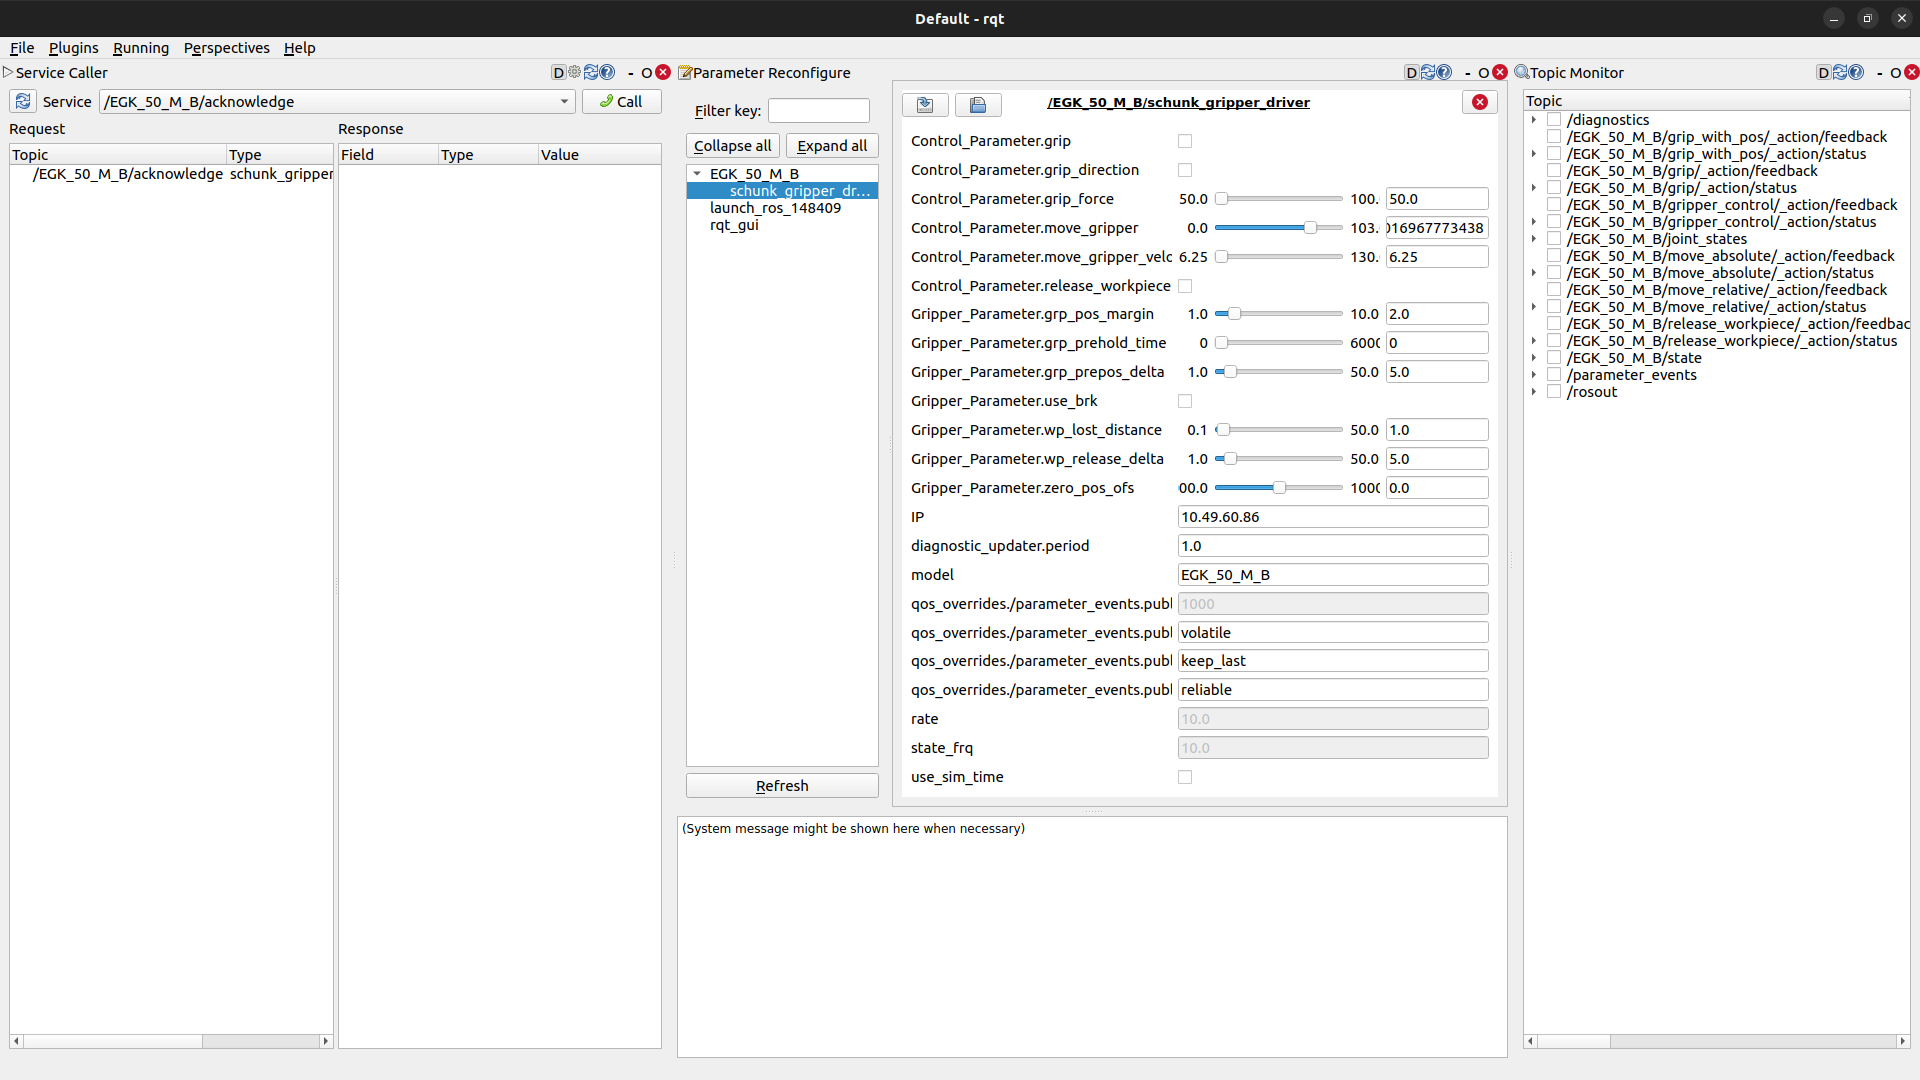 Default - rqt
File Plugins Running Perspectives Help
Service Caller
D - O
Service /EGK_50_M_B/acknowledge Call
Request Response
Topic Type
/EGK_50_M_B/acknowledge schunk_gripper
Field Type Value
Parameter Reconfigure
D - O
Filter key:
Collapse all Expand all
EGK_50_M_B
schunk_gripper_dr...
launch_ros_148409
rqt_gui
Refresh
/EGK_50_M_B/schunk_gripper_driver
Control_Parameter.grip
Control_Parameter.grip_direction
Control_Parameter.grip_force 50.0 100. 50.0
Control_Parameter.move_gripper 0.0 103. 016967773438
Control_Parameter.move_gripper_velo 6.25 130. 6.25
Control_Parameter.release_workpiece
Gripper_Parameter.grp_pos_margin 1.0 10.0 2.0
Gripper_Parameter.grp_prehold_time 0 6000 0
Gripper_Parameter.grp_prepos_delta 1.0 50.0 5.0
Gripper_Parameter.use_brk
Gripper_Parameter.wp_lost_distance 0.1 50.0 1.0
Gripper_Parameter.wp_release_delta 1.0 50.0 5.0
Gripper_Parameter.zero_pos_ofs 00.0 1000 0.0
IP 10.49.60.86
diagnostic_updater.period 1.0
model EGK_50_M_B
qos_overrides./parameter_events.publ 1000
qos_overrides./parameter_events.publ volatile
qos_overrides./parameter_events.publ keep_last
qos_overrides./parameter_events.publ reliable
rate 10.0
state_frq 10.0
use_sim_time
(System message might be shown here when necessary)
Topic Monitor
D - O
Topic
/diagnostics
/EGK_50_M_B/grip_with_pos/_action/feedback
/EGK_50_M_B/grip_with_pos/_action/status
/EGK_50_M_B/grip/_action/feedback
/EGK_50_M_B/grip/_action/status
/EGK_50_M_B/gripper_control/_action/feedback
/EGK_50_M_B/gripper_control/_action/status
/EGK_50_M_B/joint_states
/EGK_50_M_B/move_absolute/_action/feedback
/EGK_50_M_B/move_absolute/_action/status
/EGK_50_M_B/move_relative/_action/feedback
/EGK_50_M_B/move_relative/_action/status
/EGK_50_M_B/release_workpiece/_action/feedbac
/EGK_50_M_B/release_workpiece/_action/status
/EGK_50_M_B/state
/parameter_events
/rosout